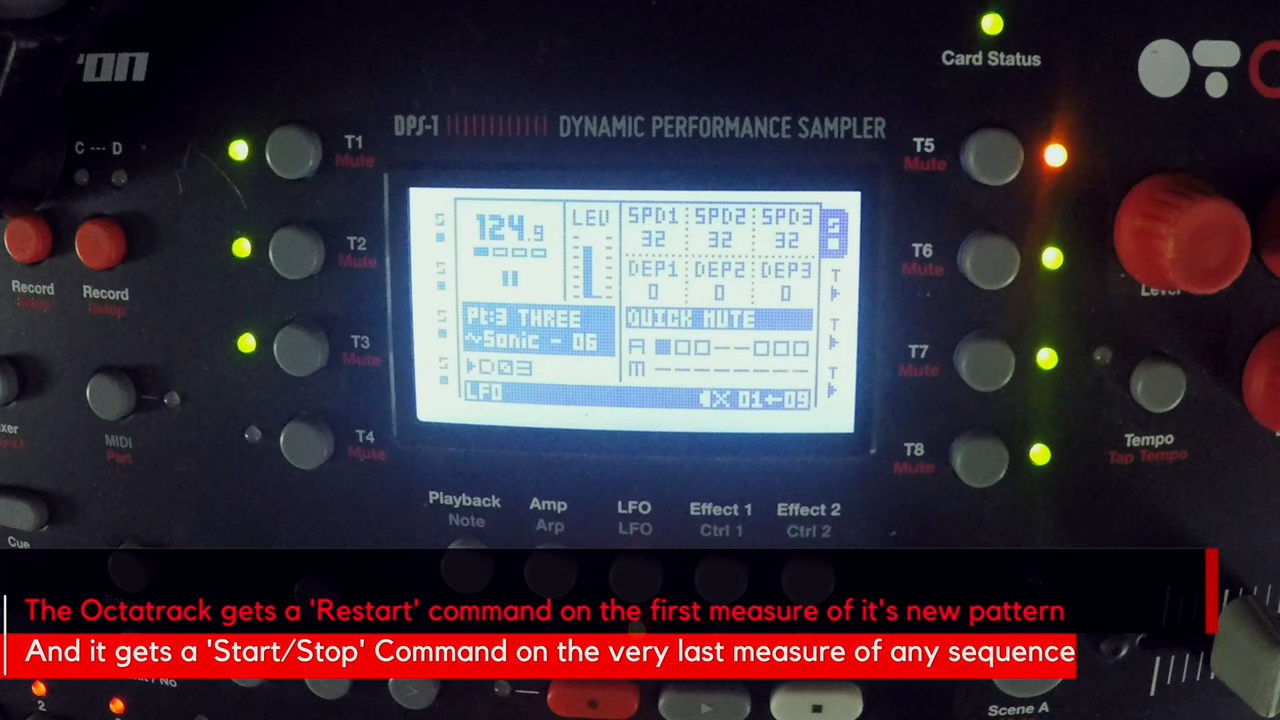 Card Status
DPS-1 DYNAMIC PERFORMANCE SAMPLER
C --- D
T1
Mute
T2
Mute
T3
Mute
T4
Mute
T5
Mute
T6
Mute
T7
Mute
T8
Mute
Record
Setup
Record
Setup
MIDI
Part
Cue
124.9
LEV
SPD1 SPD2 SPD3
32 32 32
DEP1 DEP2 DEP3
0 0 0
Pt:3 THREE
~Sonic - 06
D03
QUICK MUTE
A
M
LFO
01←09
Level
Tempo
Tap Tempo
Playback Amp LFO Effect 1 Effect 2
Note Arp LFO Ctrl 1 Ctrl 2
The Octatrack gets a 'Restart' command on the first measure of it's new pattern
And it gets a 'Start/Stop' Command on the very last measure of any sequence
/ No
2
Scene A